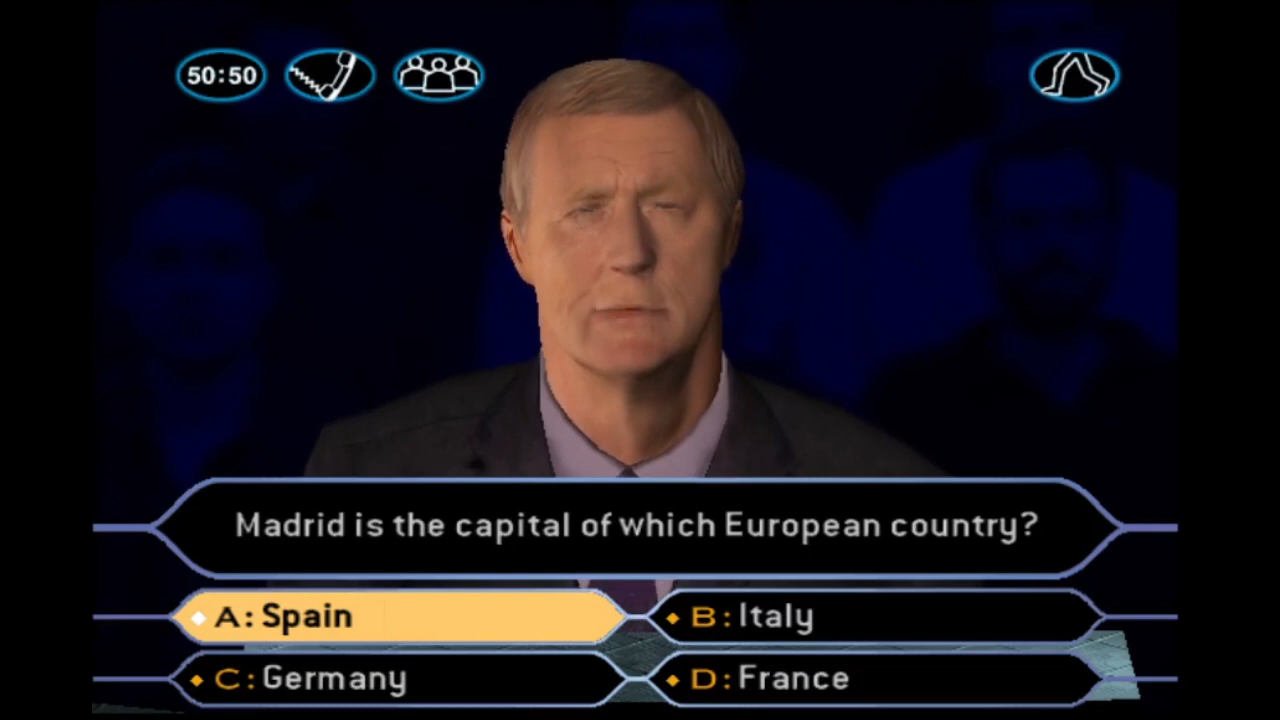 50:50
Madrid is the capital of which European country?
A: Spain
B: Italy
C: Germany
D: France